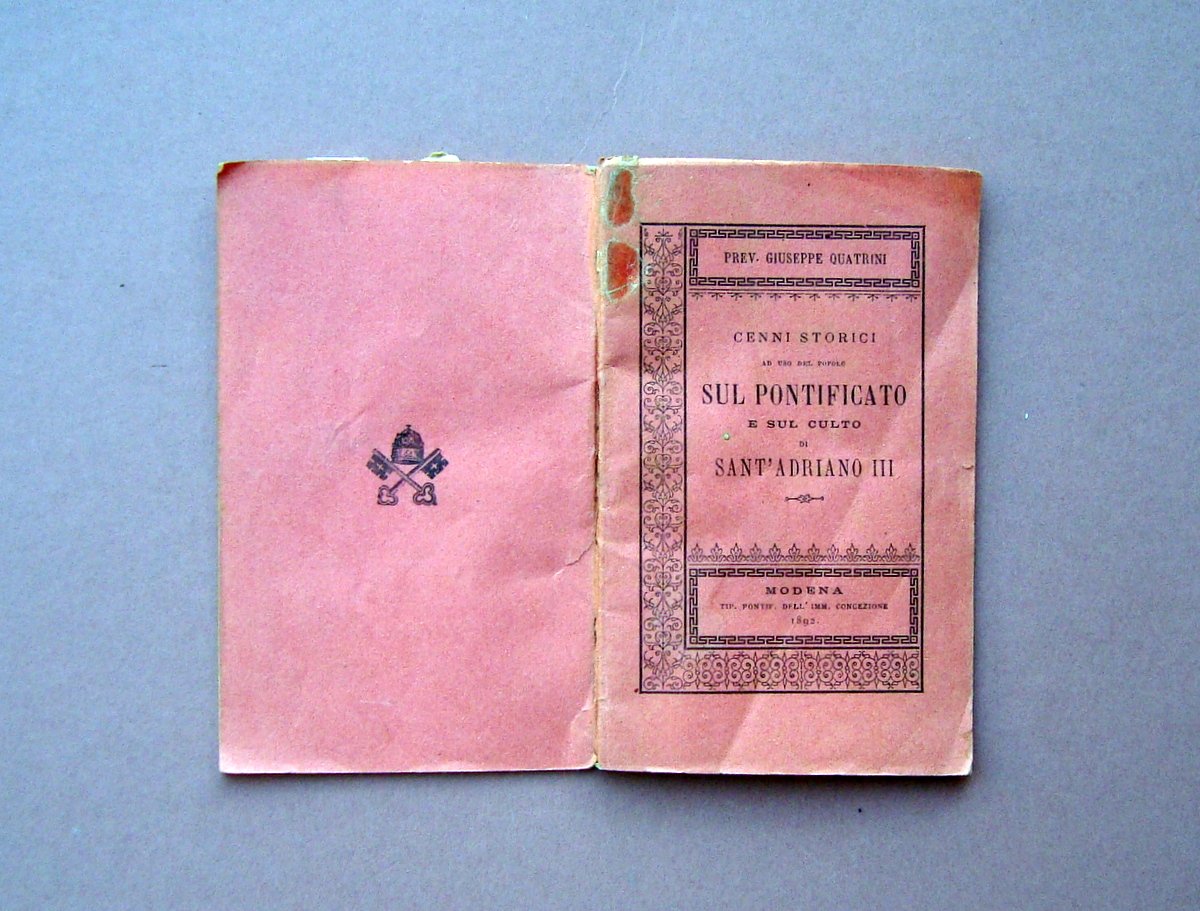 PREV. GIUSEPPE QUATRINI
CENNI STORICI
AD USO DEL POPOLO
SUL PONTIFICATO
E SUL CULTO
DI
SANT'ADRIANO III
MODENA
TIP. PONTIF. DELL' IMM. CONCEZIONE
1892.